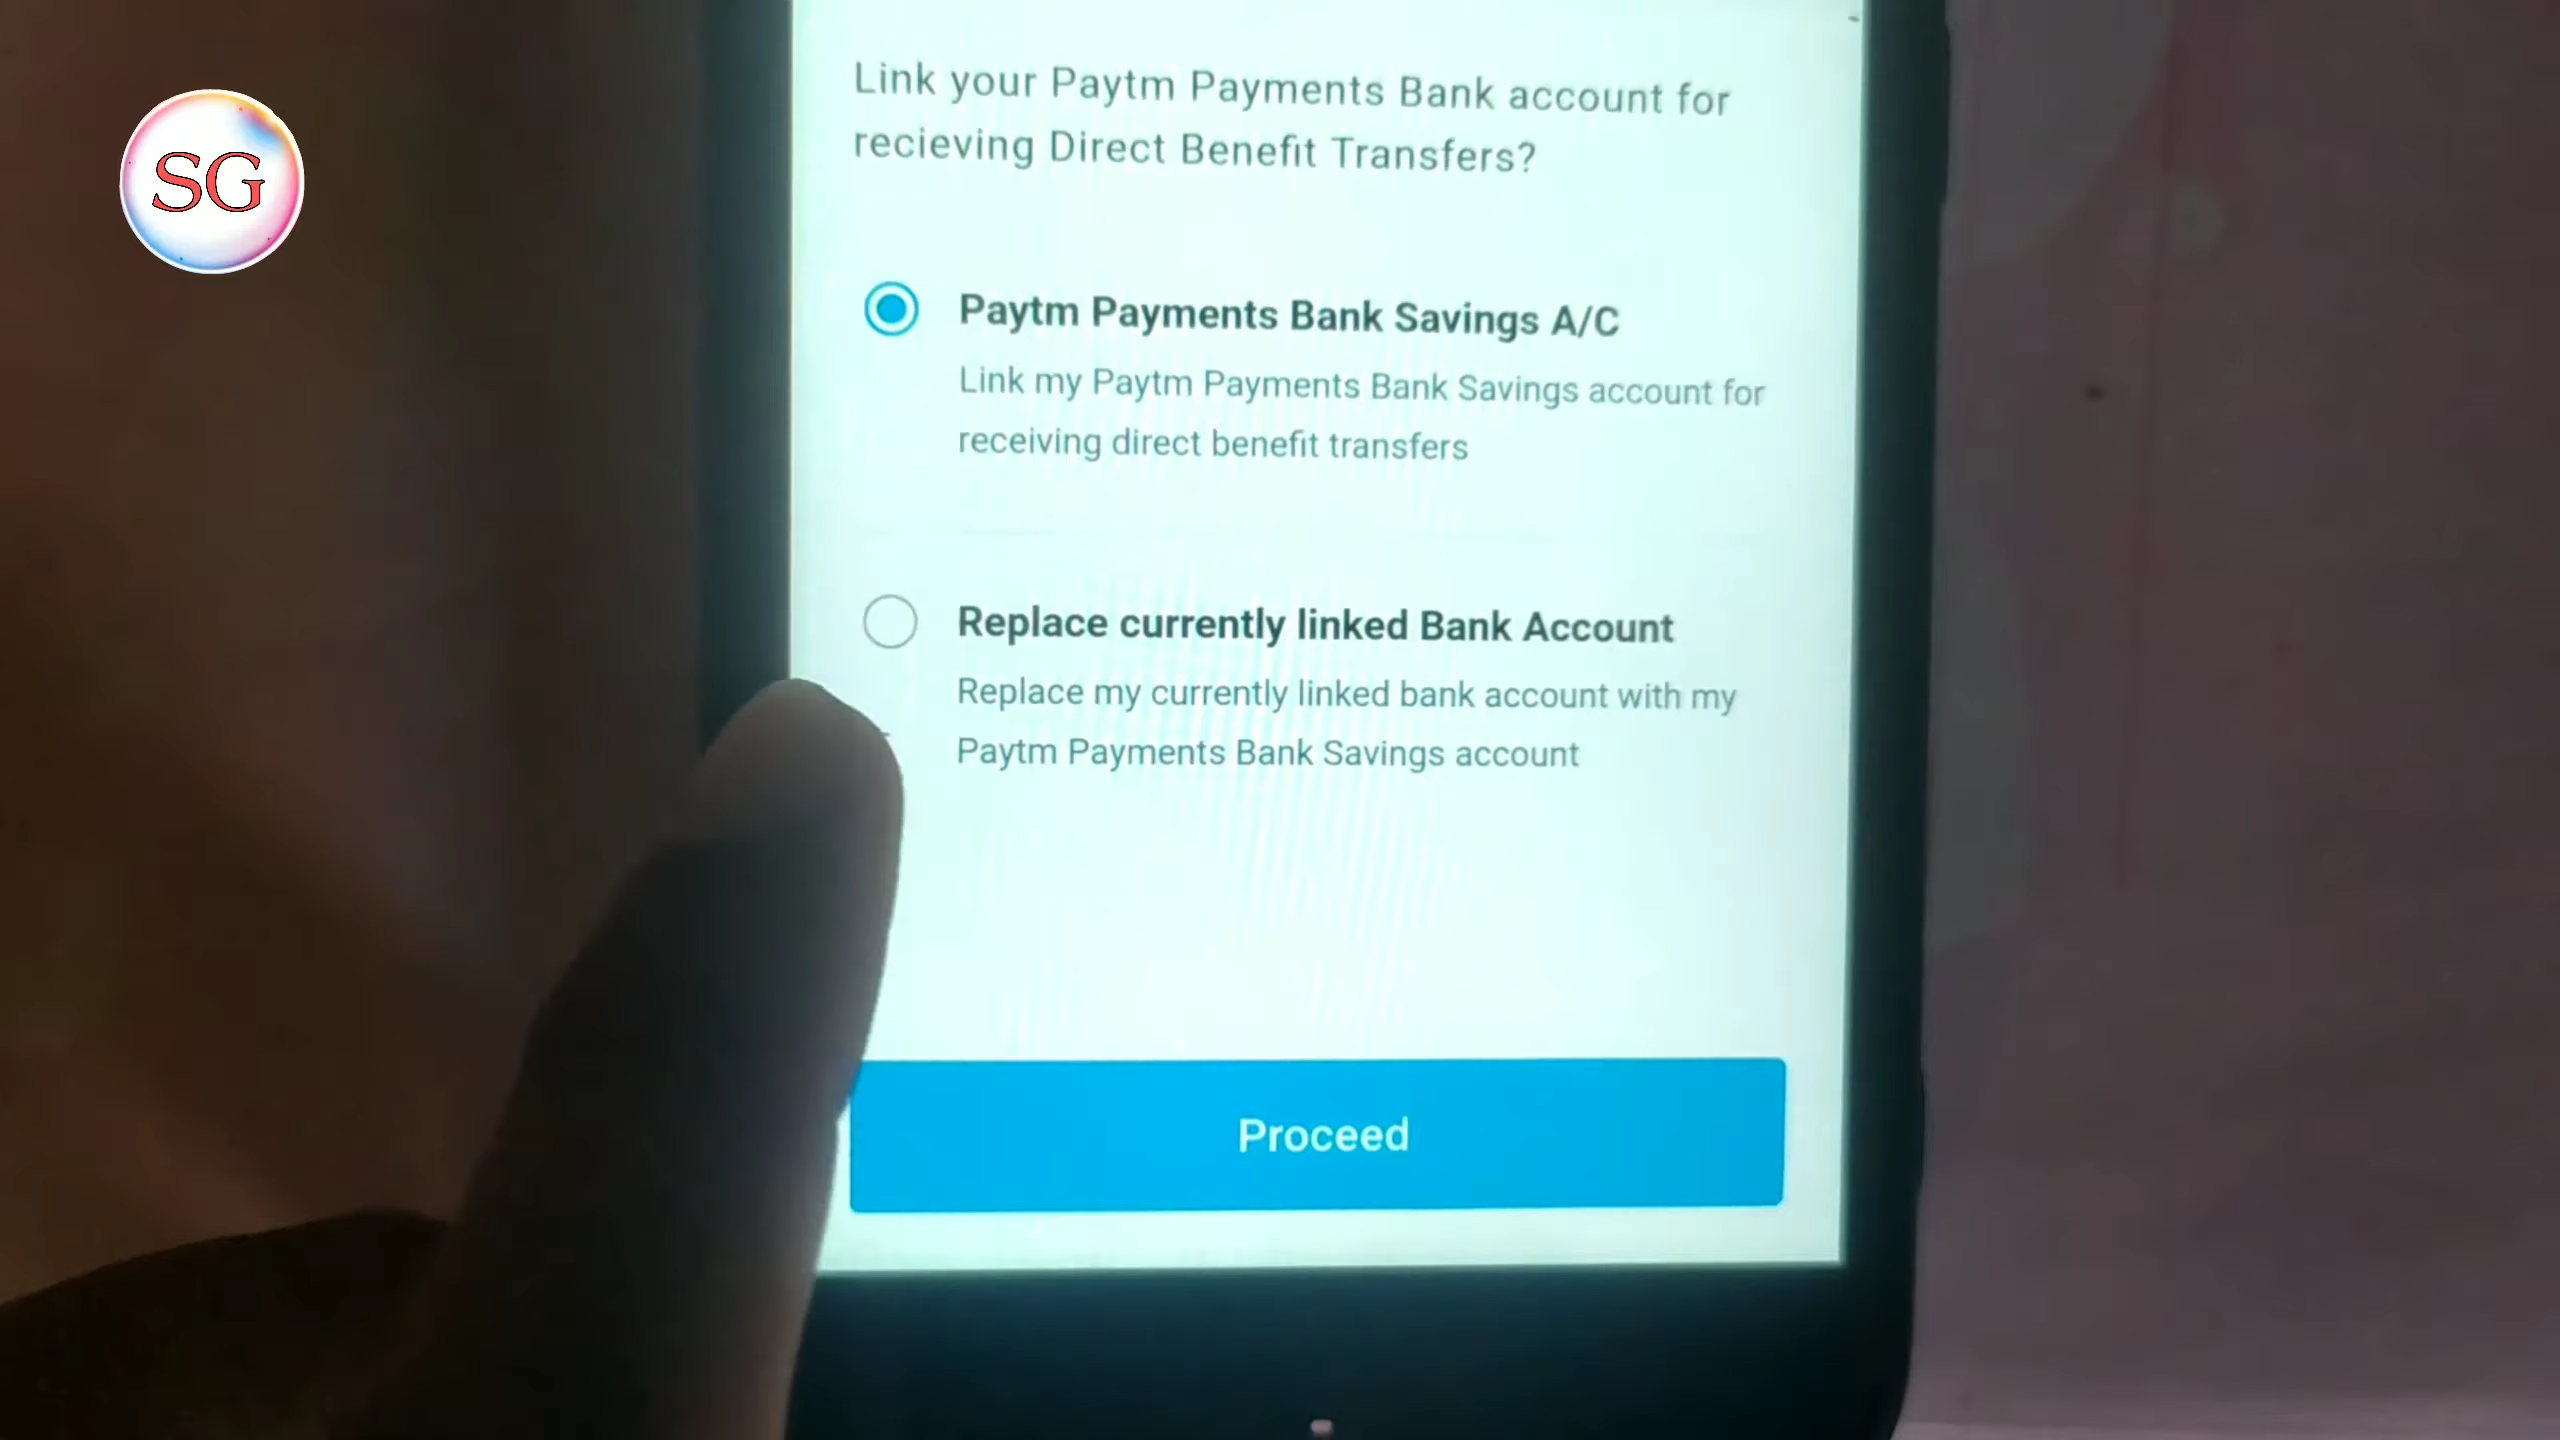 SG
Link your Paytm Payments Bank account for
recieving Direct Benefit Transfers?
Paytm Payments Bank Savings A/C
Link my Paytm Payments Bank Savings account for
receiving direct benefit transfers
Replace currently linked Bank Account
Replace my currently linked bank account with my
Paytm Payments Bank Savings account
Proceed